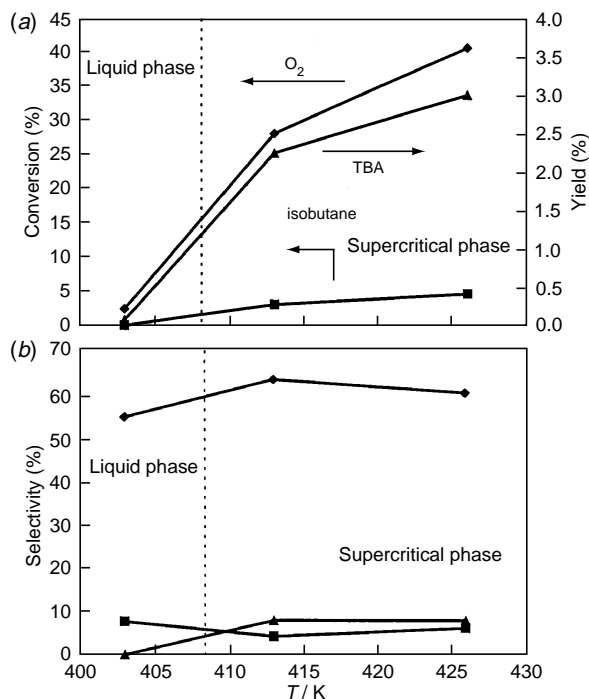 (a)
45
40
35
30
25
20
15
10
5
0
Conversion (%)
Liquid phase
O2
TBA
isobutane
Supercritical phase
4.0
3.5
3.0
2.5
2.0
1.5
1.0
0.5
0.0
Yield (%)
(b)
70
60
50
40
30
20
10
0
Selectivity (%)
Liquid phase
Supercritical phase
400 405 410 415 420 425 430
T / K